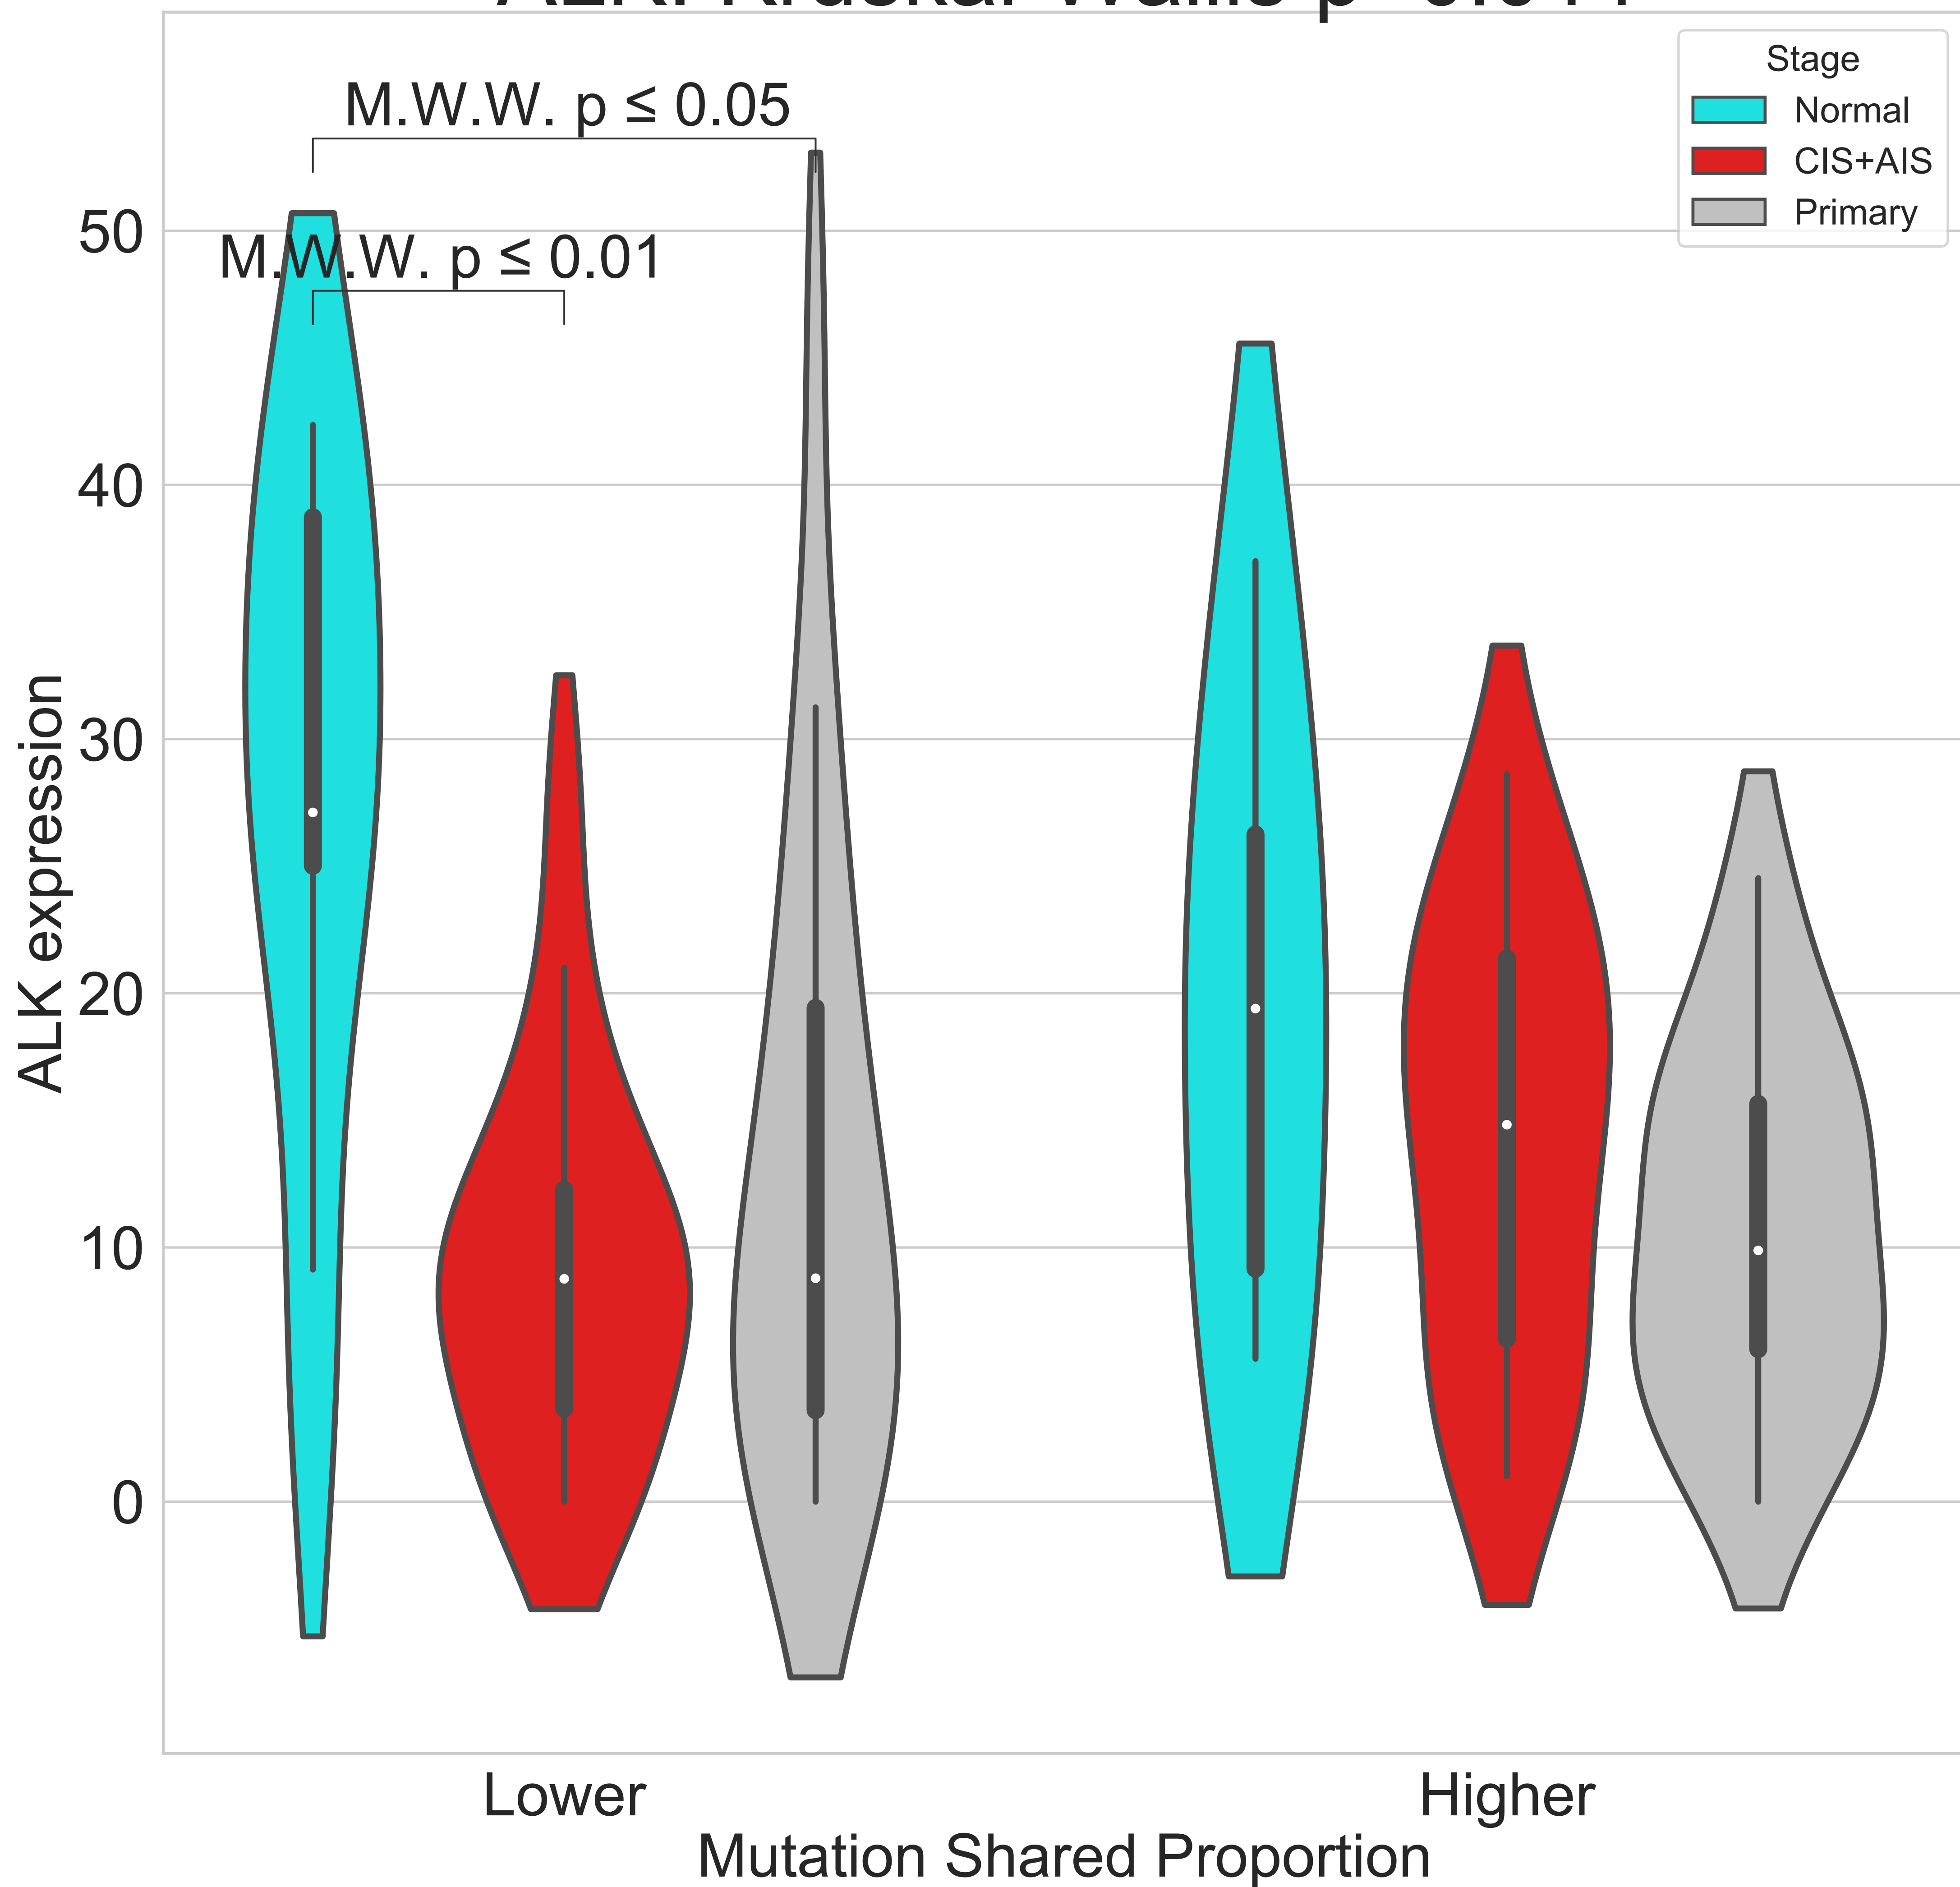 Stage
Normal
CIS+AIS
Primary
M.W.W. p ≤ 0.05
M.W.W. p ≤ 0.01
50
40
30
20
10
0
ALK expression
Lower
Higher
Mutation Shared Proportion